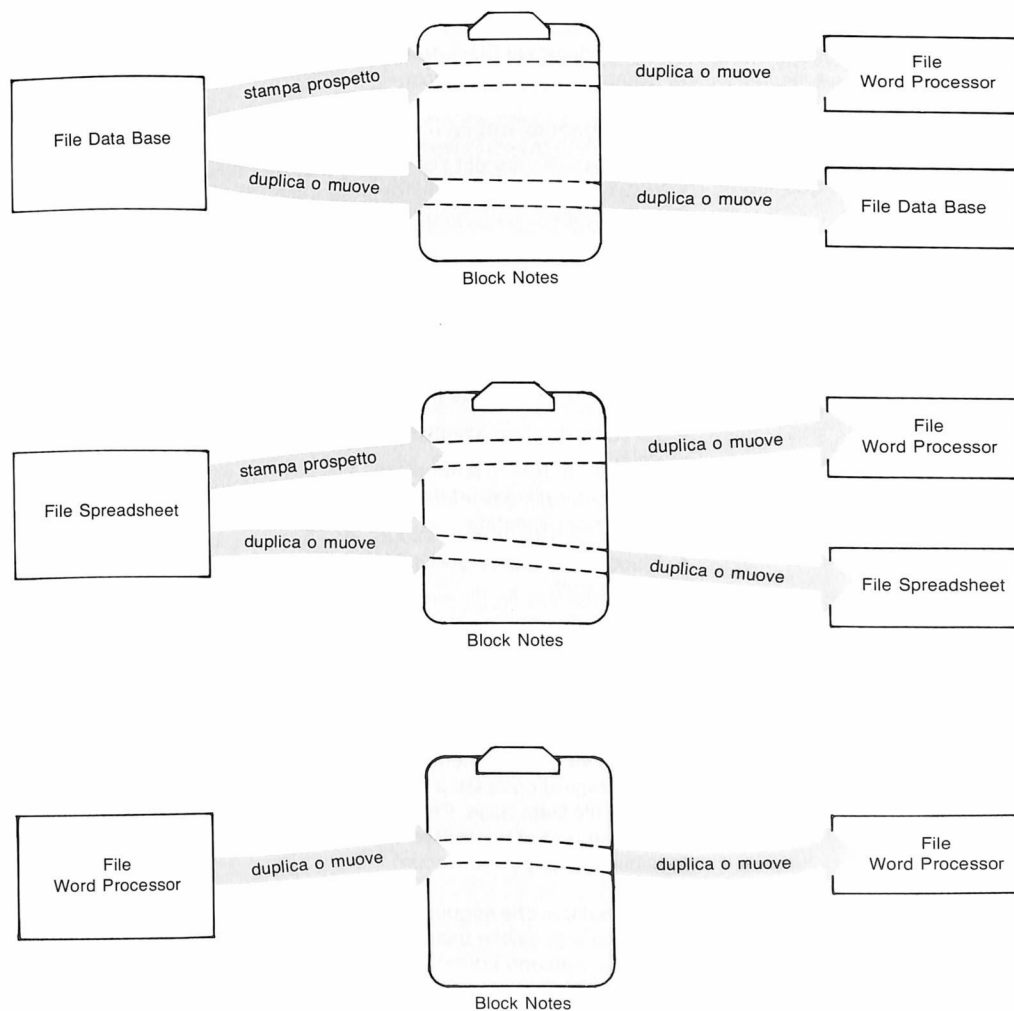 stampa prospetto
duplica o muove
File
Word Processor
File Data Base
duplica o muove
duplica o muove
File Data Base
Block Notes
stampa prospetto
duplica o muove
File
Word Processor
File Spreadsheet
duplica o muove
duplica o muove
File Spreadsheet
Block Notes
File
Word Processor
duplica o muove
duplica o muove
File
Word Processor
Block Notes